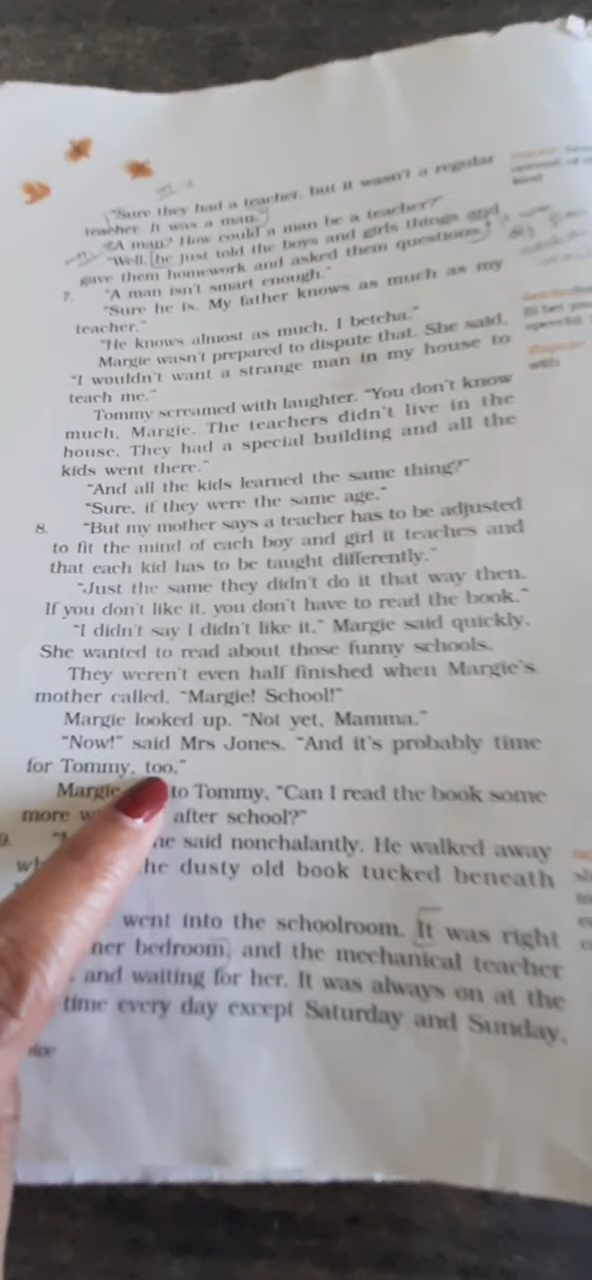 "Sure they had a teacher, but it wasn't a regular
teacher. It was a man."
"A man? How could a man be a teacher?"
"Well, he just told the boys and girls things and
gave them homework and asked them questions."
7. "A man isn't smart enough."
"Sure he is. My father knows as much as my
teacher."
"He knows almost as much, I betcha."
Margie wasn't prepared to dispute that. She said,
"I wouldn't want a strange man in my house to
teach me."
Tommy screamed with laughter. "You don't know
much, Margie. The teachers didn't live in the
house. They had a special building and all the
kids went there."
"And all the kids learned the same thing?"
"Sure, if they were the same age."
8. "But my mother says a teacher has to be adjusted
to fit the mind of each boy and girl it teaches and
that each kid has to be taught differently."
"Just the same they didn't do it that way then.
If you don't like it, you don't have to read the book."
"I didn't say I didn't like it," Margie said quickly.
She wanted to read about those funny schools.
They weren't even half finished when Margie's
mother called, "Margie! School!"
Margie looked up. "Not yet, Mamma."
"Now!" said Mrs Jones. "And it's probably time
for Tommy, too."
Margie to Tommy, "Can I read the book some
more after school?"
9. said nonchalantly. He walked away
he dusty old book tucked beneath
went into the schoolroom. It was right
her bedroom, and the mechanical teacher
and waiting for her. It was always on at the
time every day except Saturday and Sunday,
with